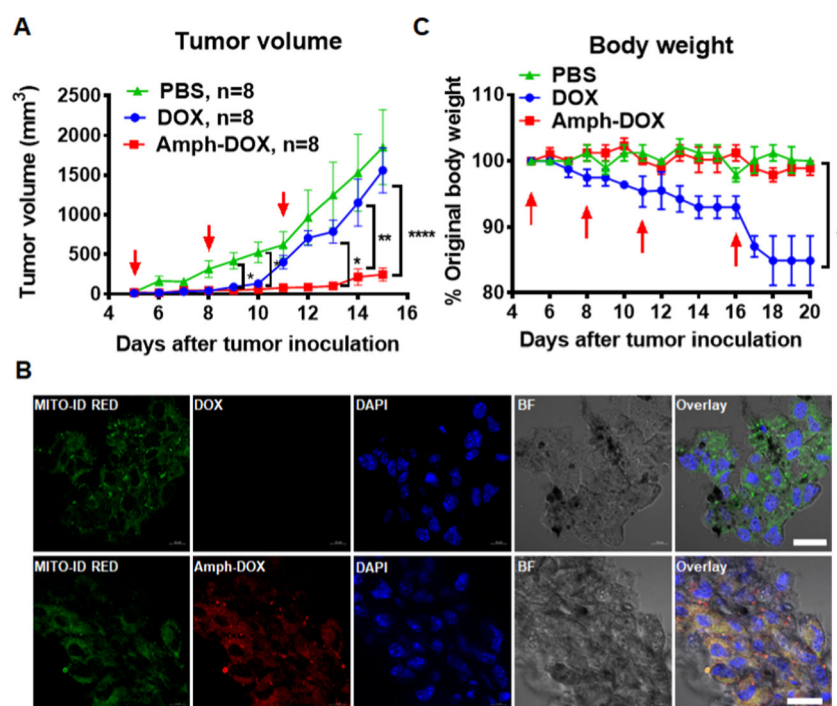 A
Tumor volume
PBS, n=8
DOX, n=8
Amph-DOX, n=8
Tumor volume (mm³)
2500
2000
1500
1000
500
0
4 6 8 10 12 14 16
Days after tumor inoculation
* * * ** ****
C
Body weight
PBS
DOX
Amph-DOX
% Original body weight
110
100
90
80
4 6 8 10 12 14 16 18 20
Days after tumor inoculation
B
MITO-ID RED DOX DAPI BF Overlay
MITO-ID RED Amph-DOX DAPI BF Overlay